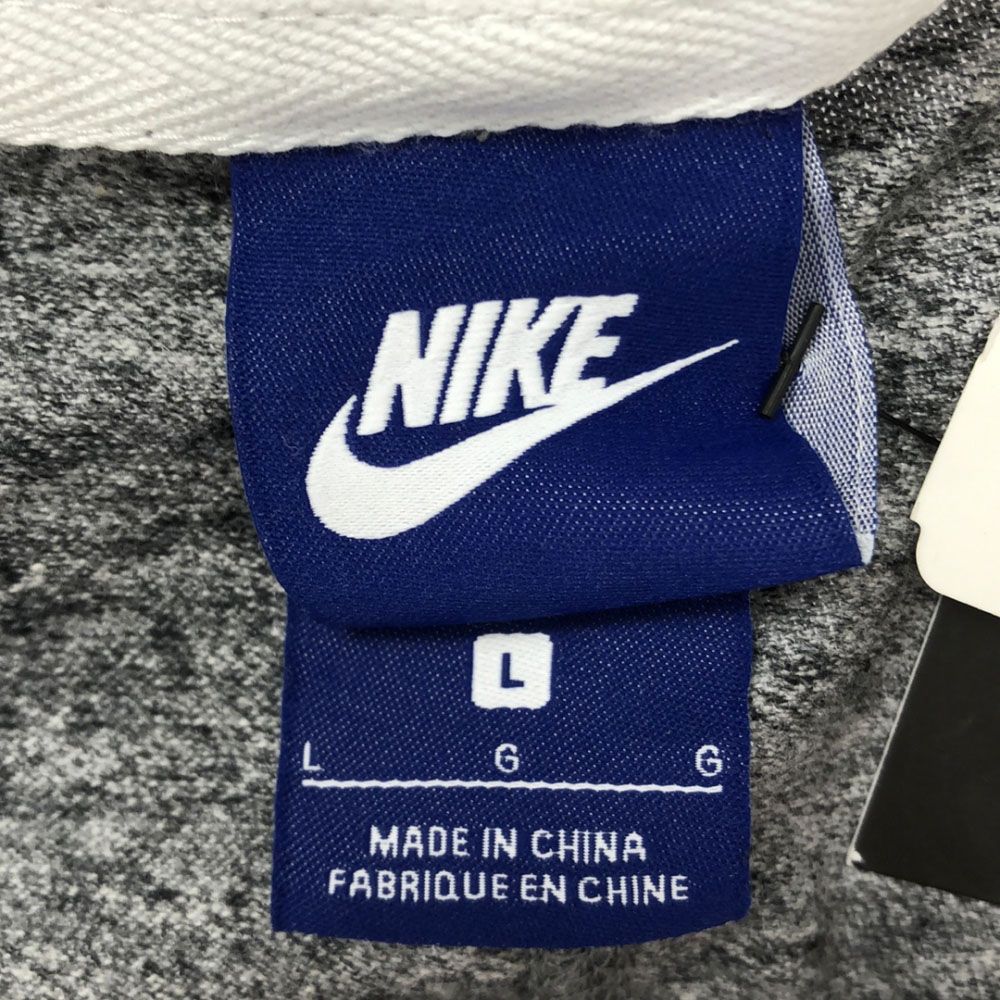 NIKE
L
L G G
MADE IN CHINA
FABRIQUE EN CHINE